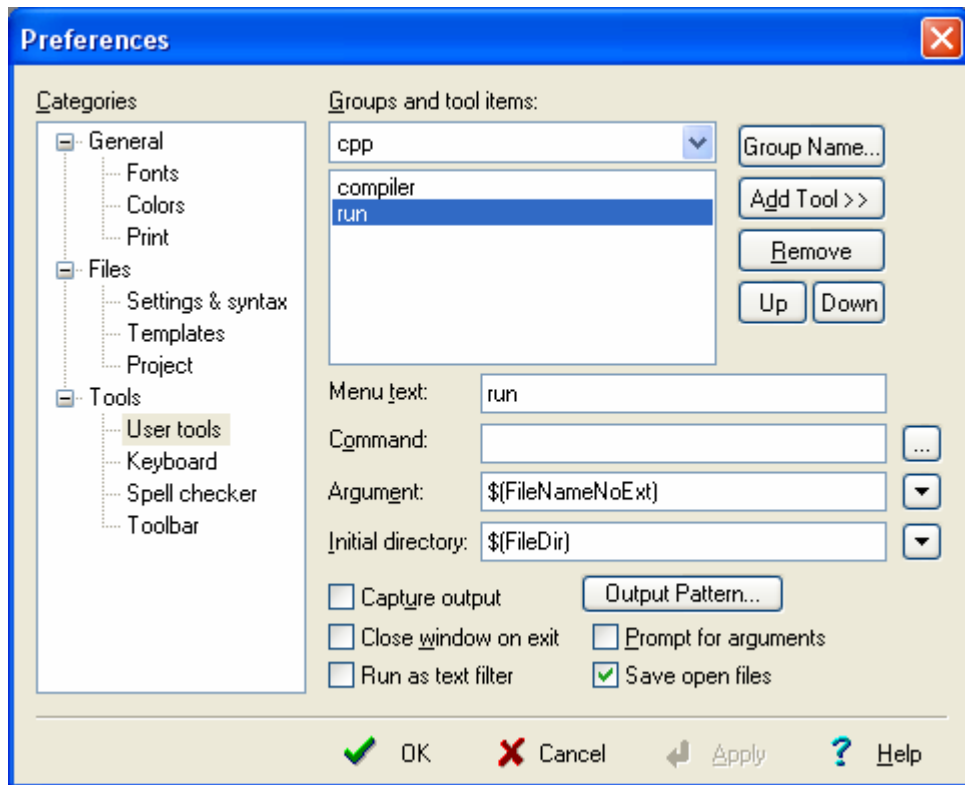 Preferences
Categories
General
Fonts
Colors
Print
Files
Settings & syntax
Templates
Project
Tools
User tools
Keyboard
Spell checker
Toolbar
Groups and tool items:
cpp
compiler
run
Group Name...
Add Tool >>
Remove
Up Down
Menu text: run
Command: ...
Argument: $(FileNameNoExt)
Initial directory: $(FileDir)
Capture output Output Pattern...
Close window on exit Prompt for arguments
Run as text filter Save open files
OK Cancel Apply ? Help